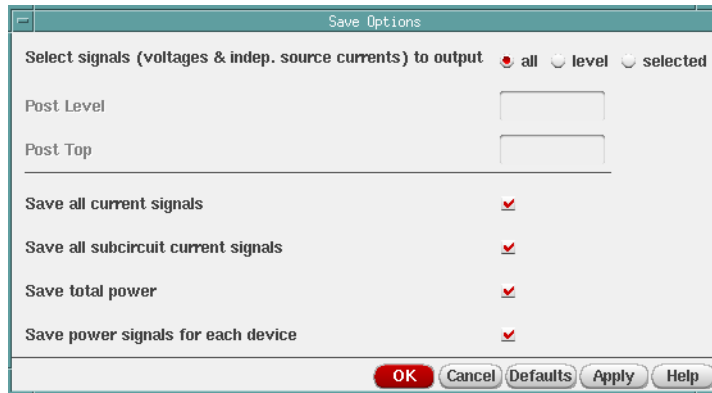 Save Options
Select signals (voltages & indep. source currents) to output all level selected
Post Level
Post Top
Save all current signals
Save all subcircuit current signals
Save total power
Save power signals for each device
OK Cancel Defaults Apply Help